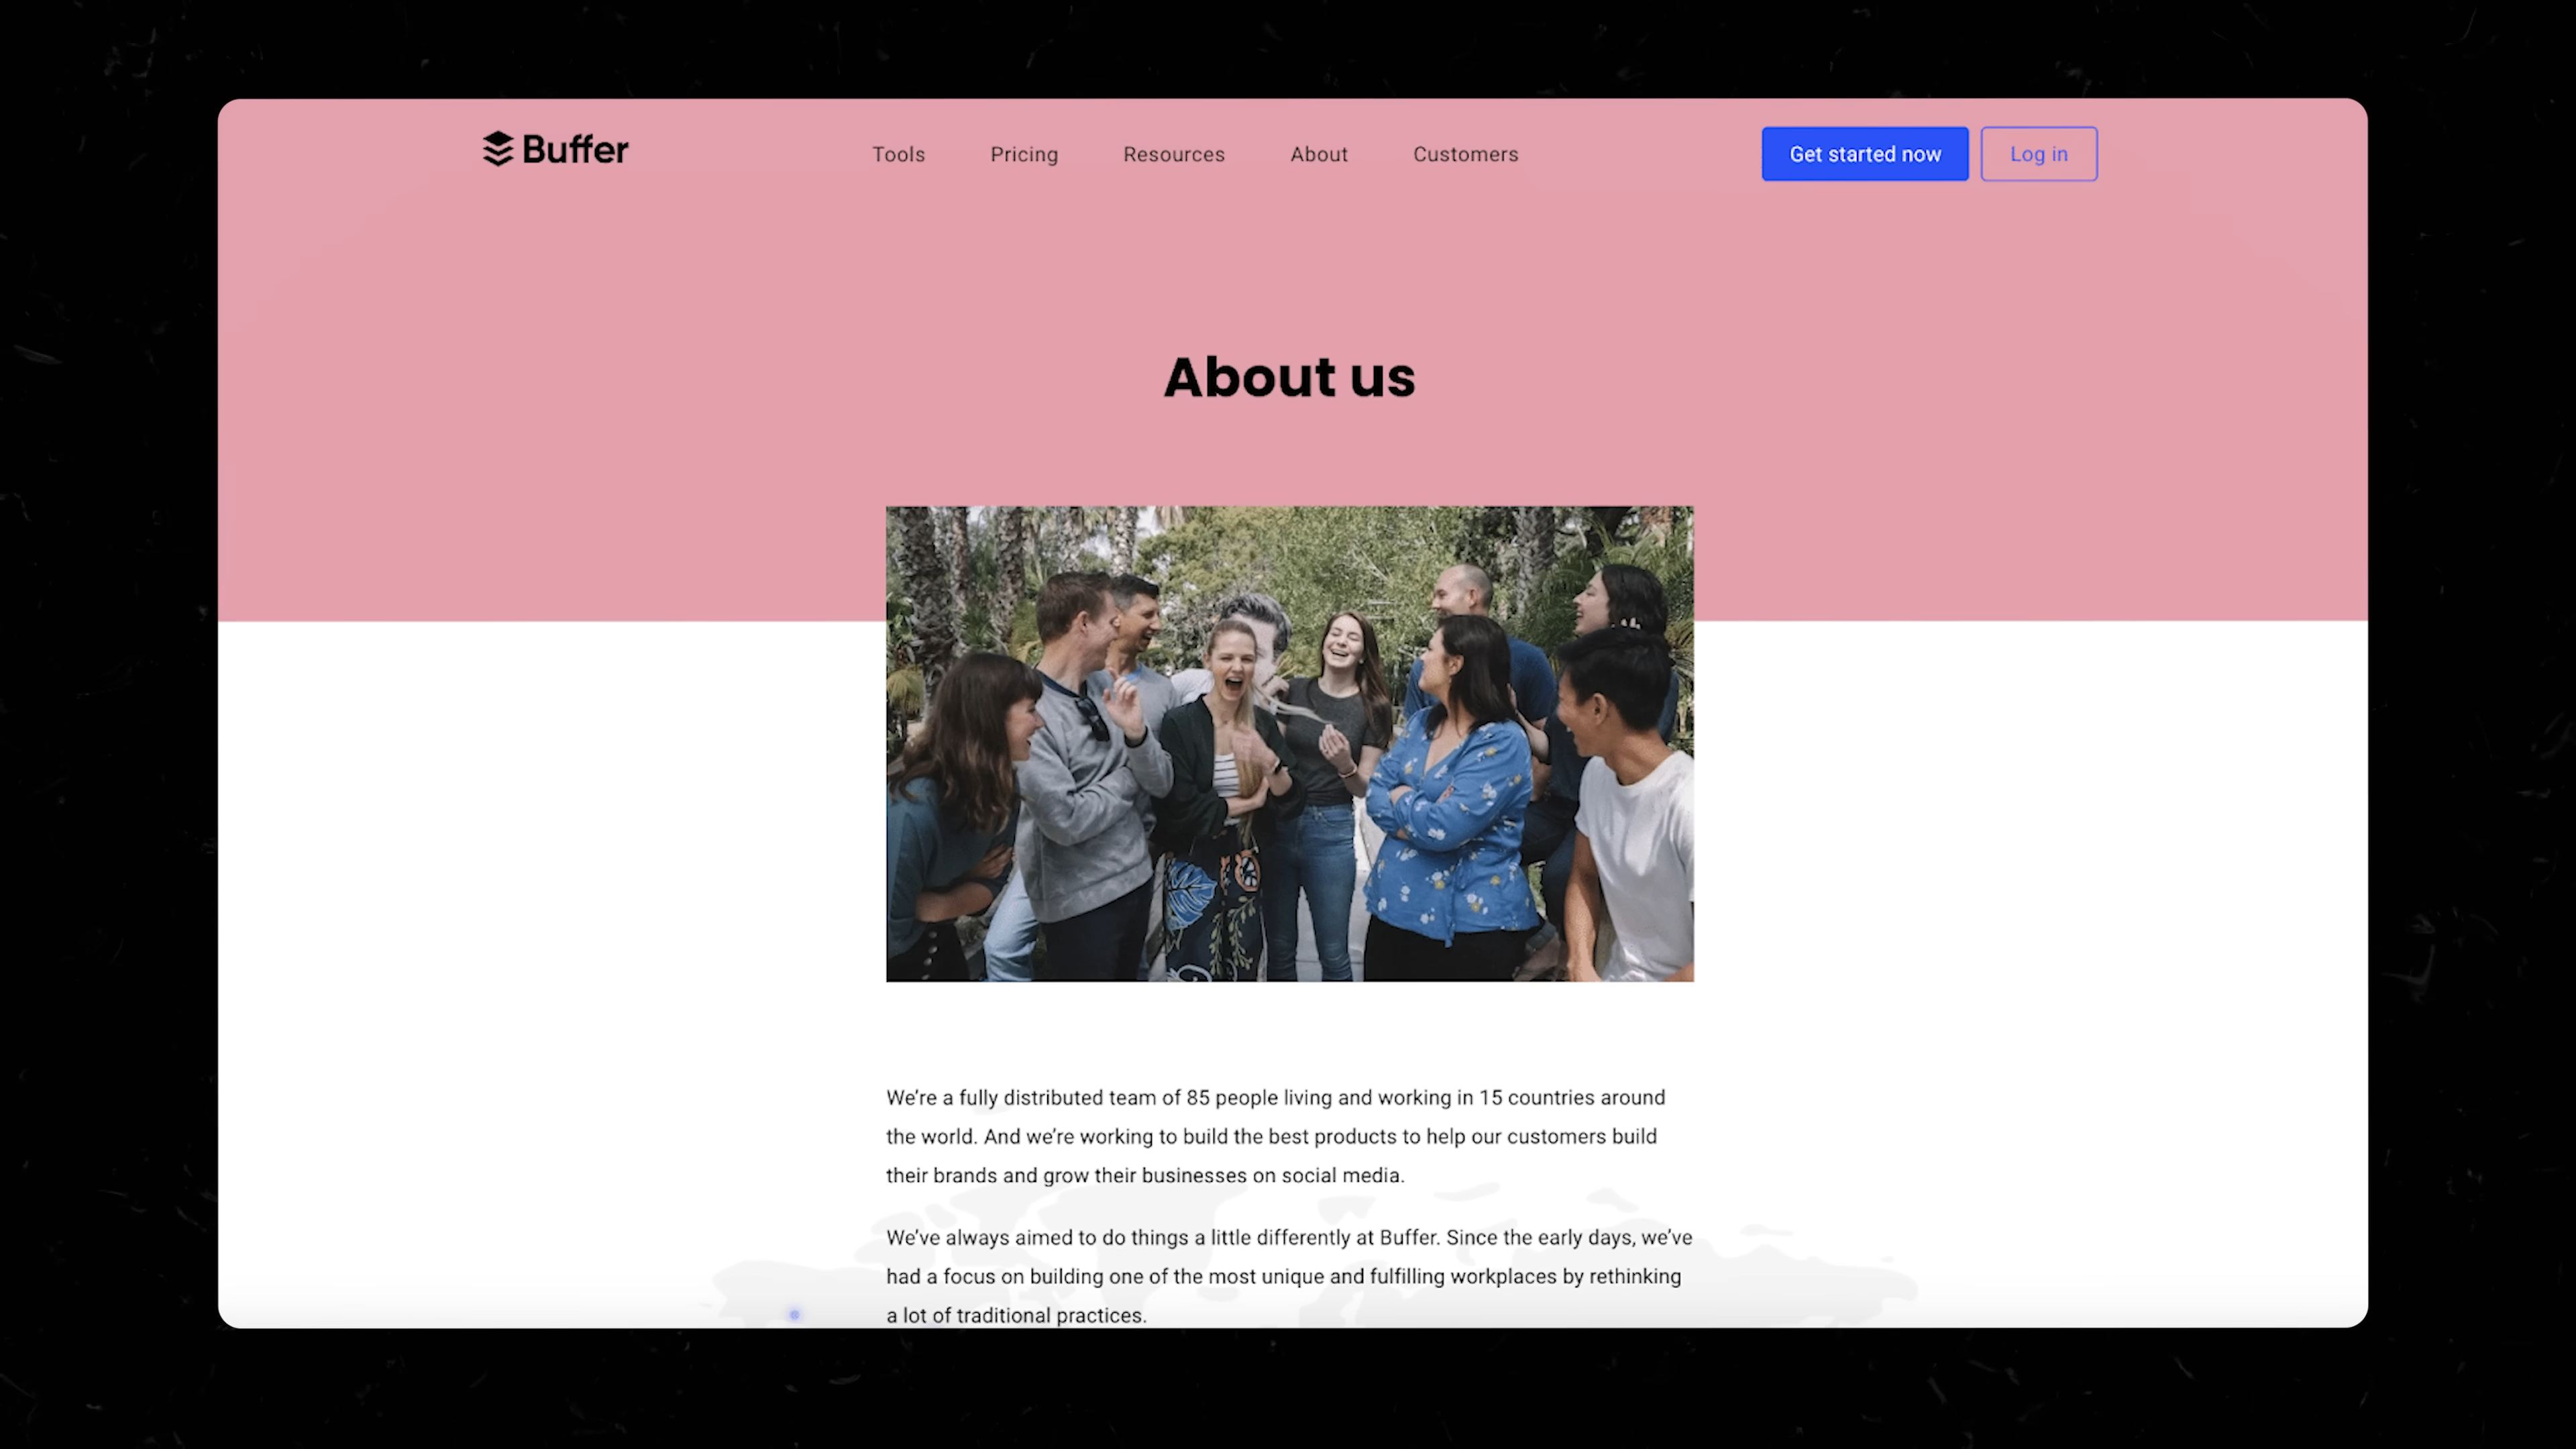 Buffer
Tools Pricing Resources About Customers
Get started now Log in
About us
We’re a fully distributed team of 85 people living and working in 15 countries around
the world. And we’re working to build the best products to help our customers build
their brands and grow their businesses on social media.
We’ve always aimed to do things a little differently at Buffer. Since the early days, we’ve
had a focus on building one of the most unique and fulfilling workplaces by rethinking
a lot of traditional practices.